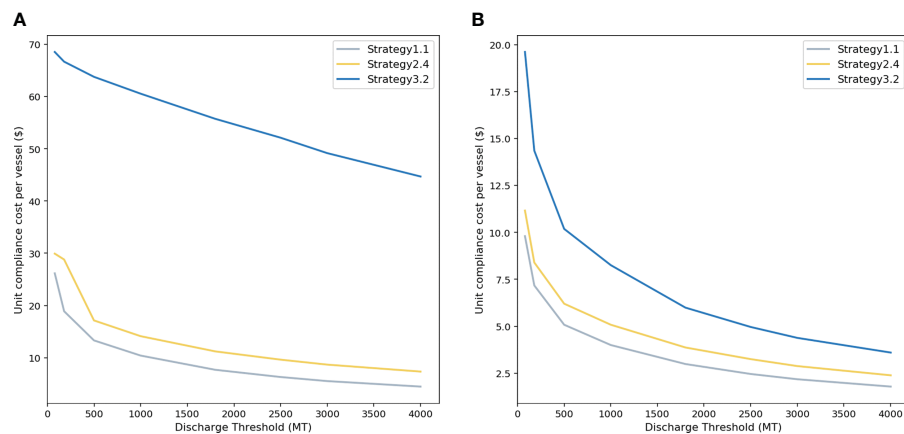 A
70
60
50
40
30
20
10
0
500
1000
1500
2000
2500
3000
3500
4000
Unit compliance cost per vessel ($)
Discharge Threshold (MT)
Strategy1.1
Strategy2.4
Strategy3.2
B
20.0
17.5
15.0
12.5
10.0
7.5
5.0
2.5
0
500
1000
1500
2000
2500
3000
3500
4000
Unit compliance cost per vessel ($)
Discharge Threshold (MT)
Strategy1.1
Strategy2.4
Strategy3.2